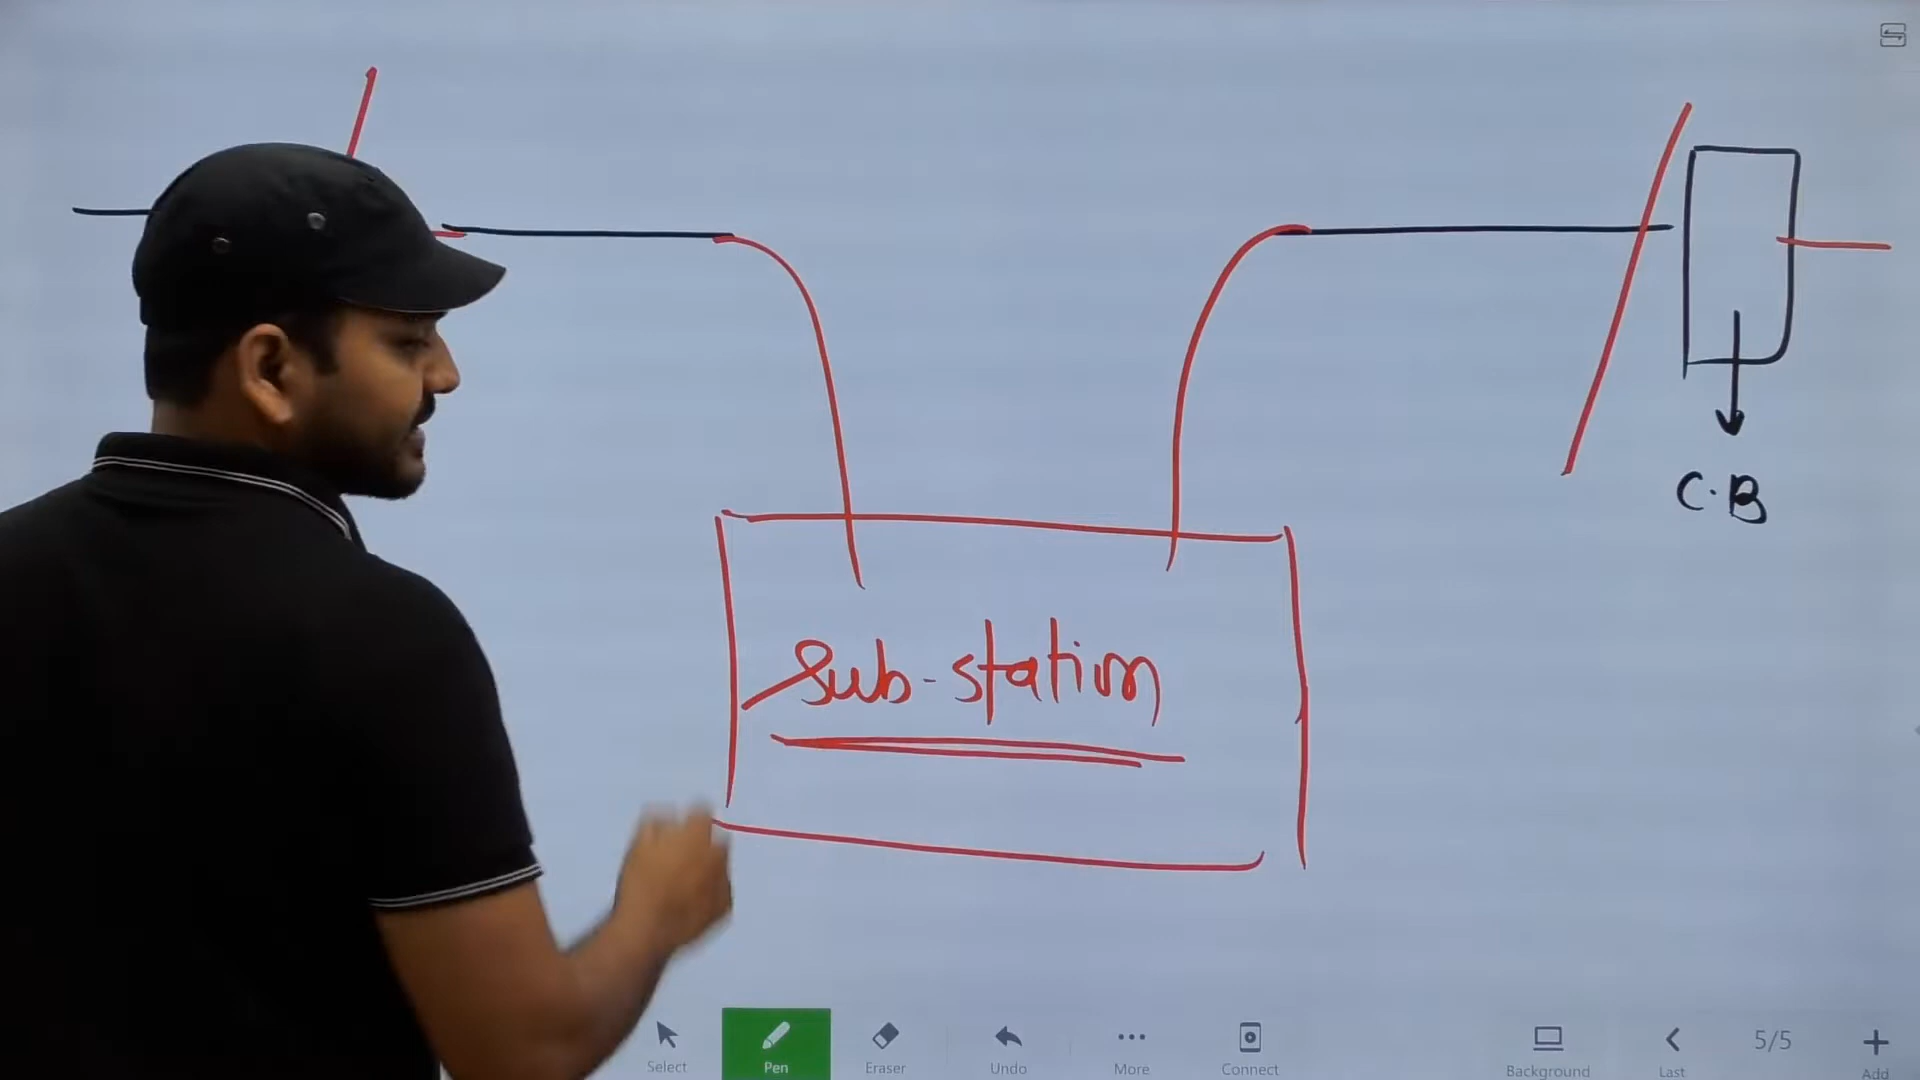 C.B
Sub-station
Select
Pen
Eraser
Undo
More
Connect
Background
Last
5/5
Add